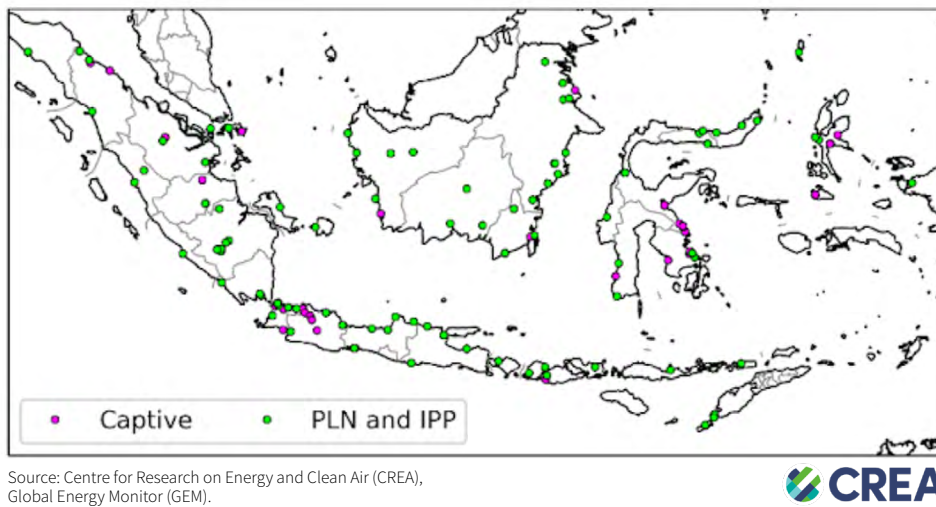 Captive
PLN and IPP
Source: Centre for Research on Energy and Clean Air (CREA),
Global Energy Monitor (GEM).
CREA